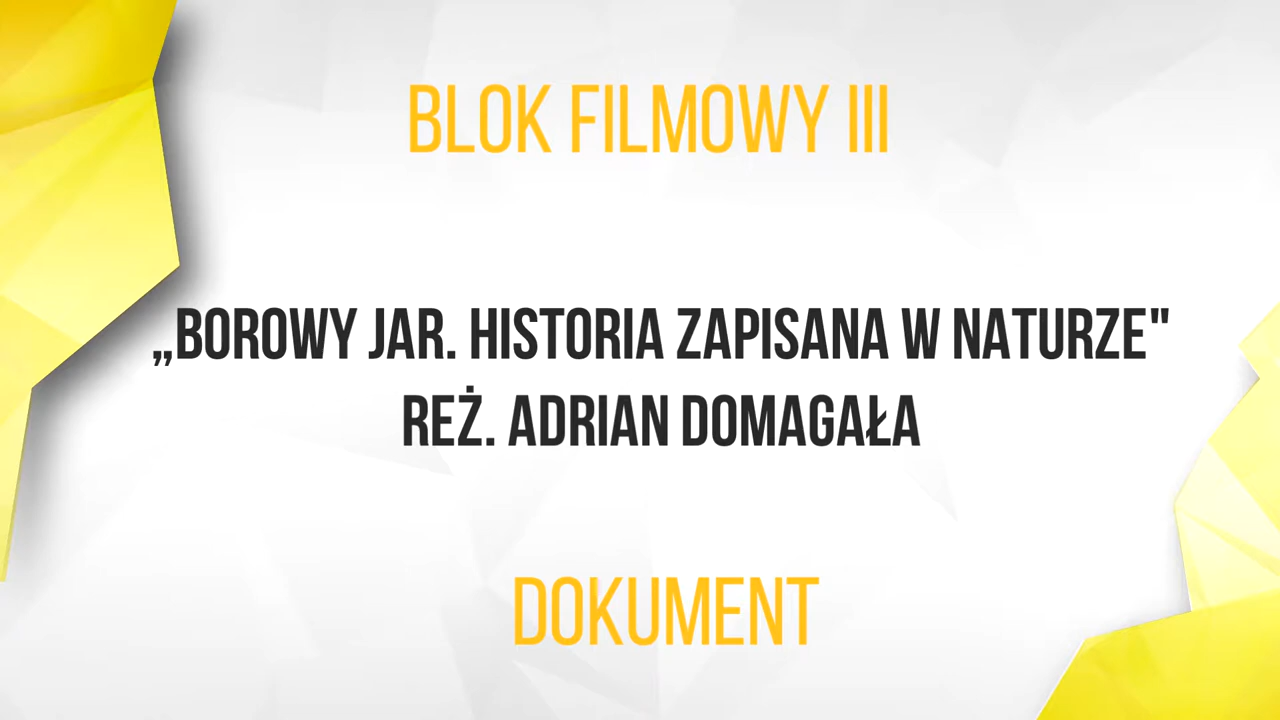 BLOK FILMOWY III
„BOROWY JAR. HISTORIA ZAPISANA W NATURZE"
REŻ. ADRIAN DOMAGAŁA
DOKUMENT